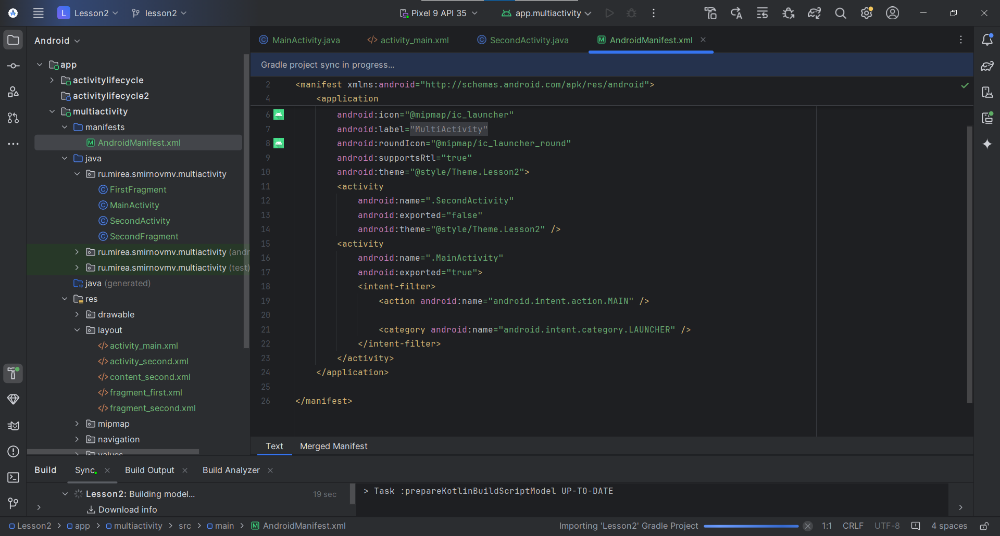 L Lesson2 lesson2 Pixel 9 API 35 app.multiactivity
Android
MainActivity.java activity_main.xml SecondActivity.java AndroidManifest.xml
Gradle project sync in progress...
app
activitylifecycle
activitylifecycle2
multiactivity
manifests
AndroidManifest.xml
java
ru.mirea.smirnovmv.multiactivity
FirstFragment
MainActivity
SecondActivity
SecondFragment
ru.mirea.smirnovmv.multiactivity (andr
ru.mirea.smirnovmv.multiactivity (test)
java (generated)
res
drawable
layout
activity_main.xml
activity_second.xml
content_second.xml
fragment_first.xml
fragment_second.xml
mipmap
navigation
values
2 <manifest xmlns:android="http://schemas.android.com/apk/res/android">
4 <application
6 android:icon="@mipmap/ic_launcher"
7 android:label="MultiActivity"
8 android:roundIcon="@mipmap/ic_launcher_round"
9 android:supportsRtl="true"
10 android:theme="@style/Theme.Lesson2">
11 <activity
12 android:name=".SecondActivity"
13 android:exported="false"
14 android:theme="@style/Theme.Lesson2" />
15 <activity
16 android:name=".MainActivity"
17 android:exported="true">
18 <intent-filter>
19 <action android:name="android.intent.action.MAIN" />
20
21 <category android:name="android.intent.category.LAUNCHER" />
22 </intent-filter>
23 </activity>
24 </application>
25
26 </manifest>
Text Merged Manifest
Build Sync Build Output Build Analyzer
Lesson2: Building model... 19 sec
Download info
> Task :prepareKotlinBuildScriptModel UP-TO-DATE
Lesson2 > app > multiactivity > src > main > AndroidManifest.xml
Importing 'Lesson2' Gradle Project 1:1 CRLF UTF-8 4 spaces